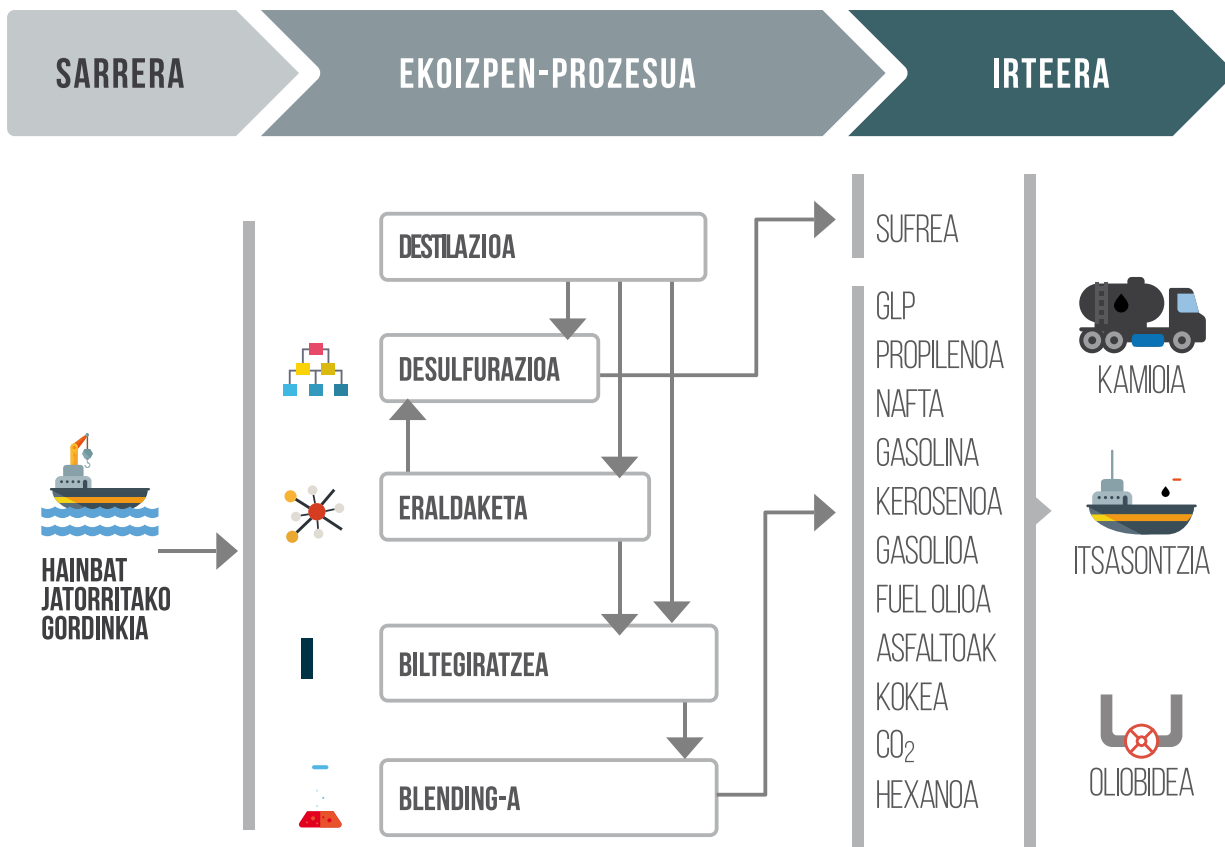 SARRERA
EKOIZPEN-PROZESUA
IRTEERA
HAINBAT
JATORRITAKO
GORDINKIA
DESTILAZIOA
DESULFURAZIOA
ERALDAKETA
BILTEGIRATZEA
BLENDING-A
SUFREA
GLP
PROPILENOA
NAFTA
GASOLINA
KEROSENOA
GASOLIOA
FUEL OLIOA
ASFALTOAK
KOKEA
CO₂
HEXANOA
KAMIOIA
ITSASONTZIA
OLIOBIDEA